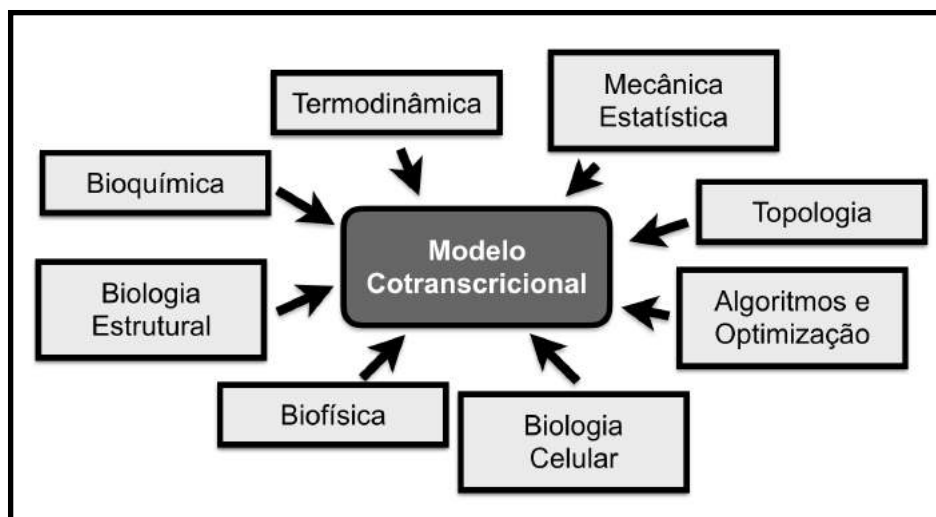 Termodinâmica
Mecânica
Estatística
Bioquímica
Topologia
Modelo
Cotranscricional
Biologia
Estrutural
Algoritmos e
Optimização
Biofísica
Biologia
Celular